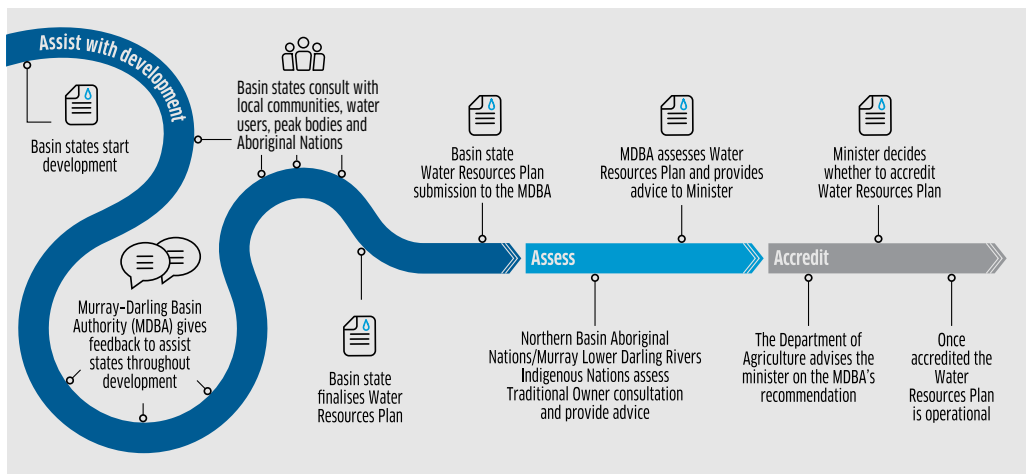 Assist with development
Basin states start
development
Murray–Darling Basin
Authority (MDBA) gives
feedback to assist
states throughout
development
Basin states consult with
local communities, water
users, peak bodies and
Aboriginal Nations
Basin state
finalises Water
Resources Plan
Basin state
Water Resources Plan
submission to the MDBA
Assess
Northern Basin Aboriginal
Nations/Murray Lower Darling Rivers
Indigenous Nations assess
Traditional Owner consultation
and provide advice
MDBA assesses Water
Resources Plan and provides
advice to Minister
Accredit
The Department of
Agriculture advises the
minister on the MDBA’s
recommendation
Minister decides
whether to accredit
Water Resources Plan
Once
accredited the
Water
Resources Plan
is operational